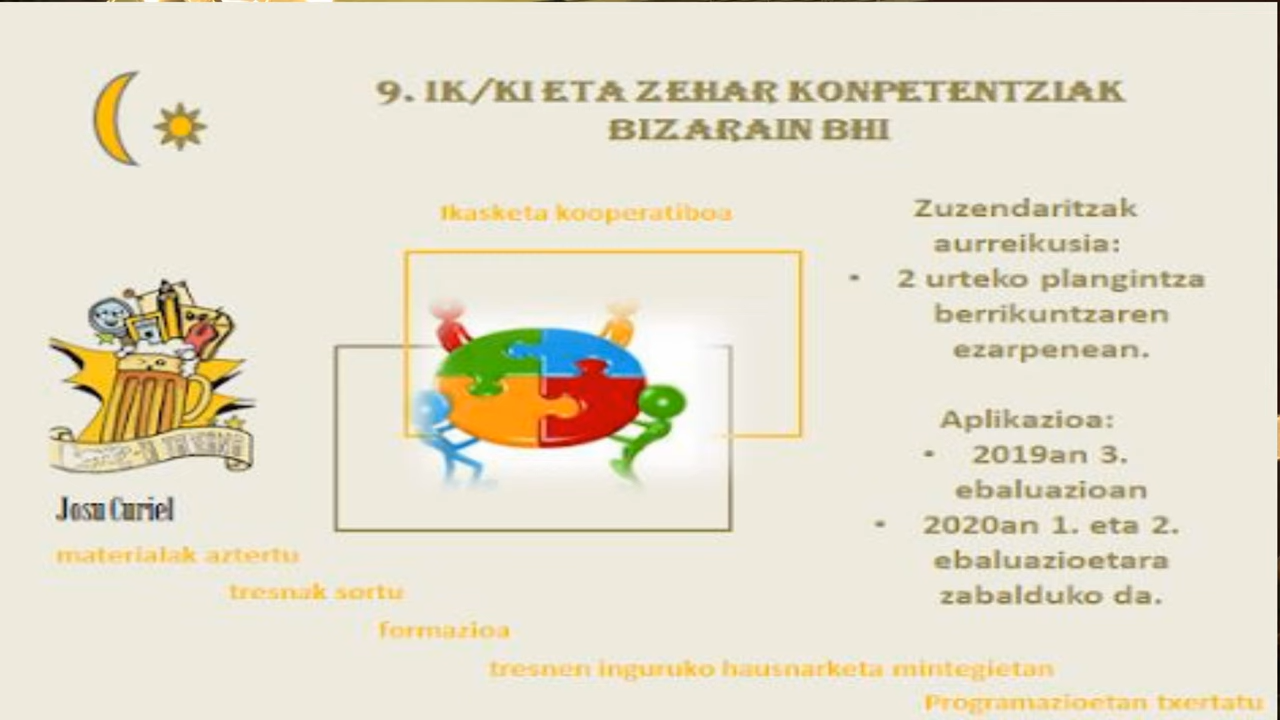 9. IK/KI ETA ZEHAR KONPETENTZIAK
BIZARAIN BHI
Ikasketa kooperatiboa
Zuzendaritzak
aurreikusia:
• 2 urteko plangintza
berrikuntzaren
ezarpenean.
Aplikazioa:
• 2019an 3.
ebaluazioan
• 2020an 1. eta 2.
ebaluazioetara
zabalduko da.
Josu Curiel
materialak aztertu
tresnak sortu
formazioa
tresnen inguruko hausnarketa mintegietan
Programazioetan txertatu